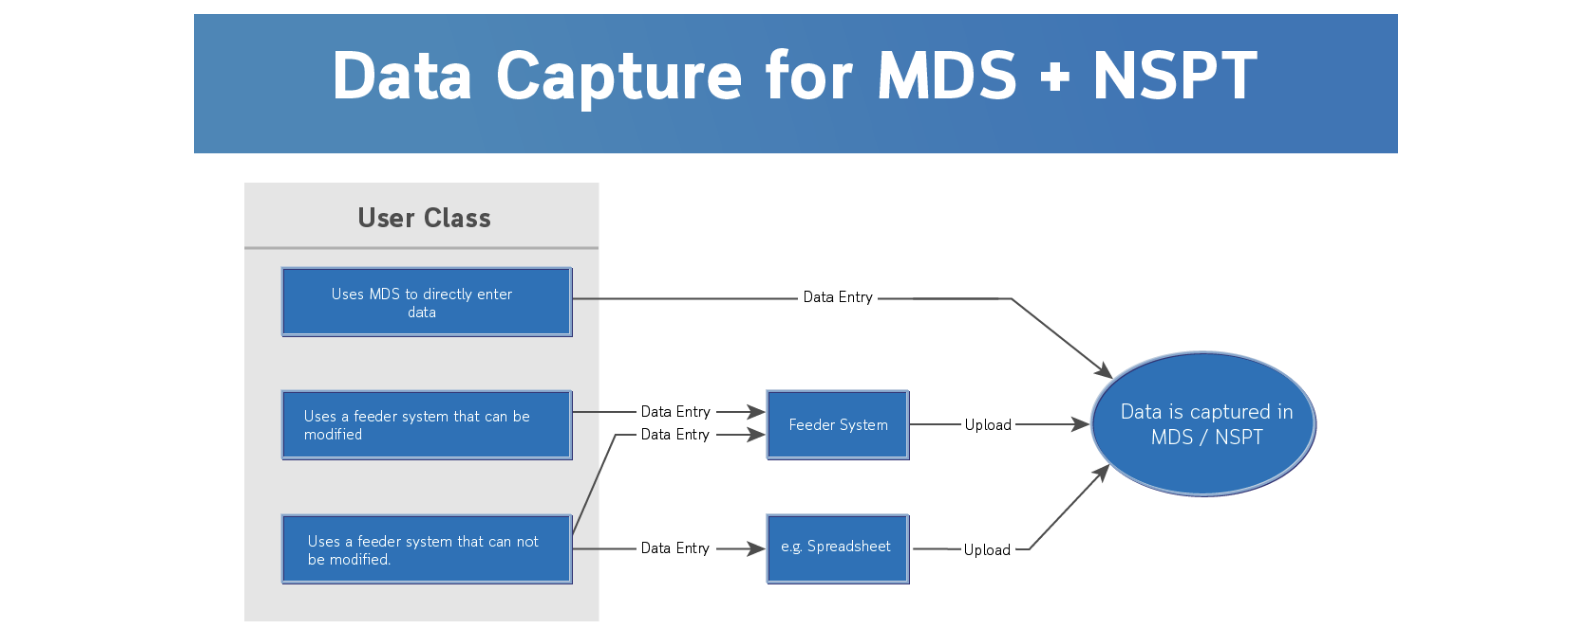 Data Capture for MDS + NSPT
User Class
Uses MDS to directly enter
data
Data Entry
Uses a feeder system that can be
modified
Data Entry
Data Entry
Feeder System
Upload
Data is captured in
MDS / NSPT
Uses a feeder system that can not
be modified.
Data Entry
e.g. Spreadsheet
Upload